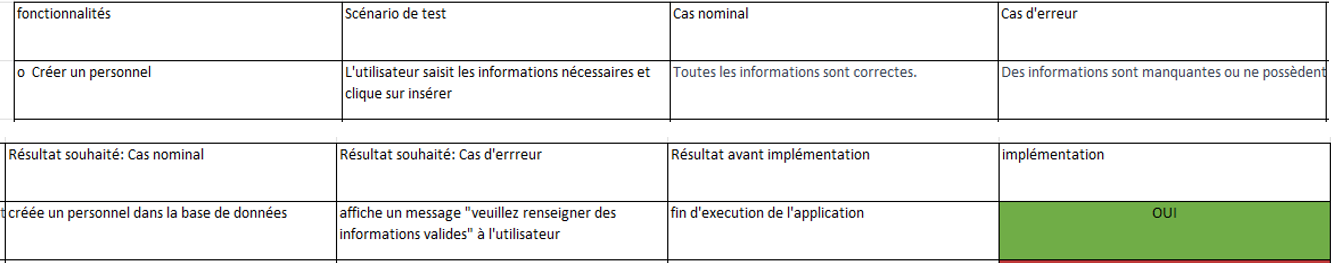 fonctionnalités
Scénario de test
Cas nominal
Cas d'erreur
o Créer un personnel
L'utilisateur saisit les informations nécessaires et
clique sur insérer
Toutes les informations sont correctes.
Des informations sont manquantes ou ne possèdent
Résultat souhaité: Cas nominal
Résultat souhaité: Cas d'errreur
Résultat avant implémentation
implémentation
créée un personnel dans la base de données
affiche un message "veuillez renseigner des
informations valides" à l'utilisateur
fin d'execution de l'application
OUI